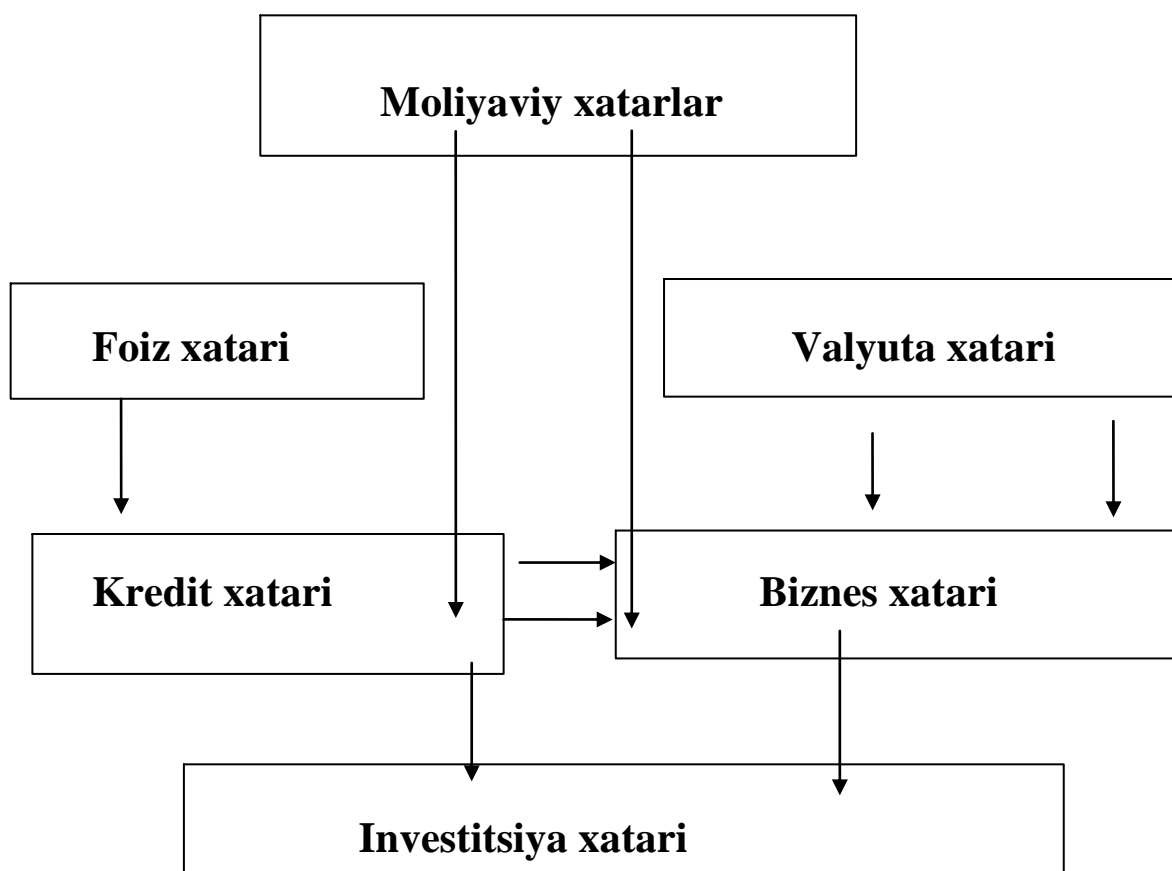 Moliyaviy xatarlar
Foiz xatari
Valyuta xatari
Kredit xatari
Biznes xatari
Investitsiya xatari